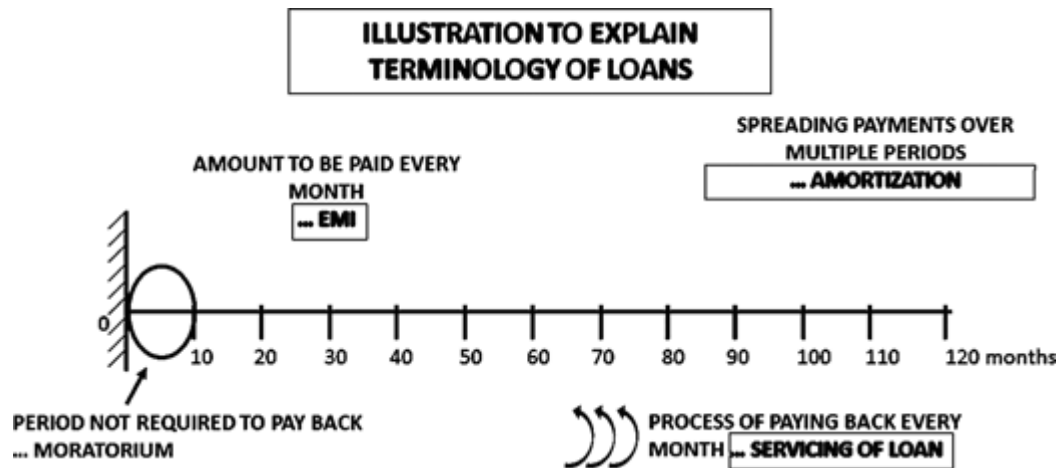 ILLUSTRATION TO EXPLAIN
TERMINOLOGY OF LOANS
SPREADING PAYMENTS OVER
MULTIPLE PERIODS
... AMORTIZATION
AMOUNT TO BE PAID EVERY
MONTH
... EMI
0
10 20 30 40 50 60 70 80 90 100 110 120 months
PERIOD NOT REQUIRED TO PAY BACK
... MORATORIUM
PROCESS OF PAYING BACK EVERY
MONTH ... SERVICING OF LOAN